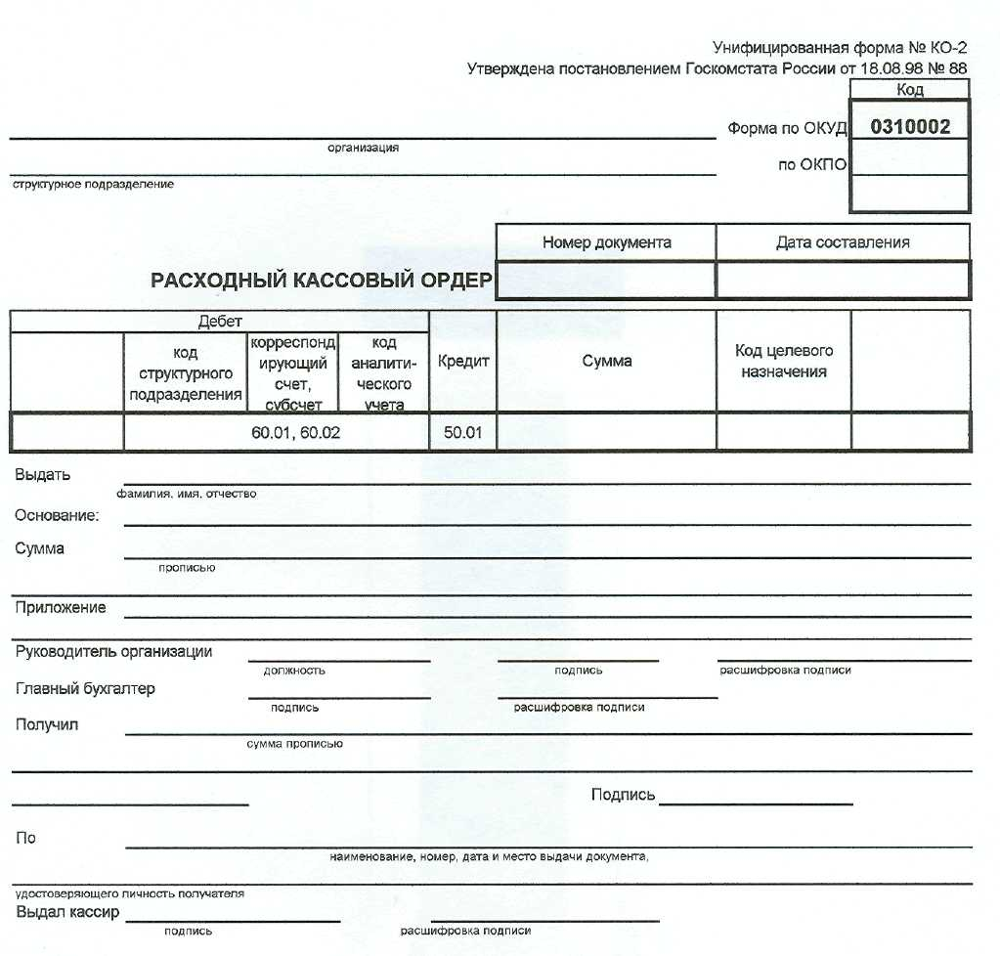 Унифицированная форма № КО-2
Утверждена постановлением Госкомстата России от 18.08.98 № 88
Код
Форма по ОКУД 0310002
организация
по ОКПО
структурное подразделение
Номер документа Дата составления
РАСХОДНЫЙ КАССОВЫЙ ОРДЕР
Дебет
код структурного подразделения
корреспонд ирующий счет, субсчет
код аналити- ческого учета
Кредит
Сумма
Код целевого назначения
60.01, 60.02 50.01
Выдать
фамилия, имя, отчество
Основание:
Сумма
прописью
Приложение
Руководитель организации
должность подпись расшифровка подписи
Главный бухгалтер
подпись расшифровка подписи
Получил
сумма прописью
Подпись
По
наименование, номер, дата и место выдачи документа,
удостоверяющего личность получателя
Выдал кассир
подпись расшифровка подписи